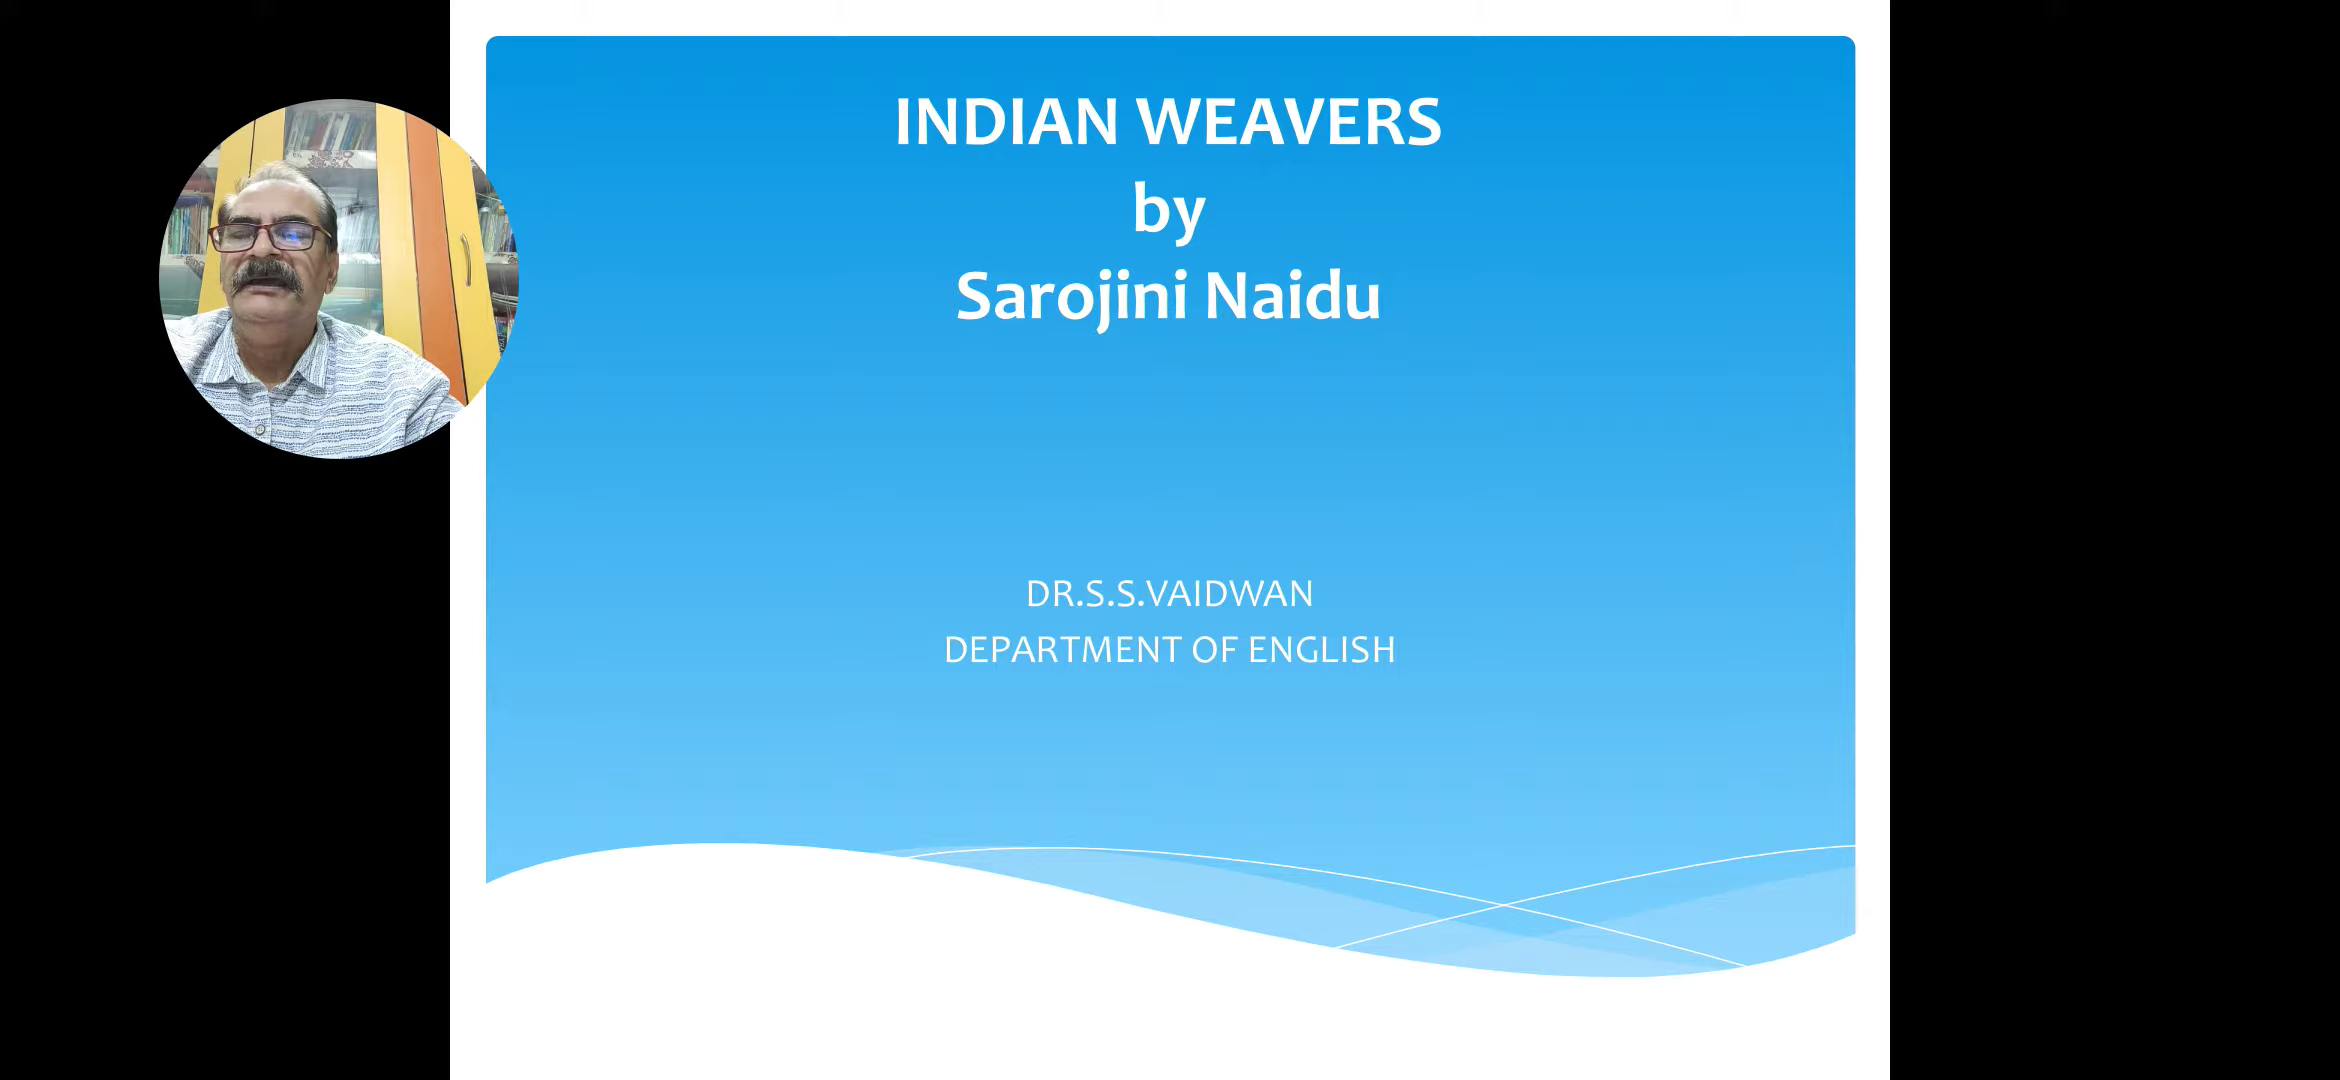 INDIAN WEAVERS
by
Sarojini Naidu
DR.S.S.VAIDWAN
DEPARTMENT OF ENGLISH